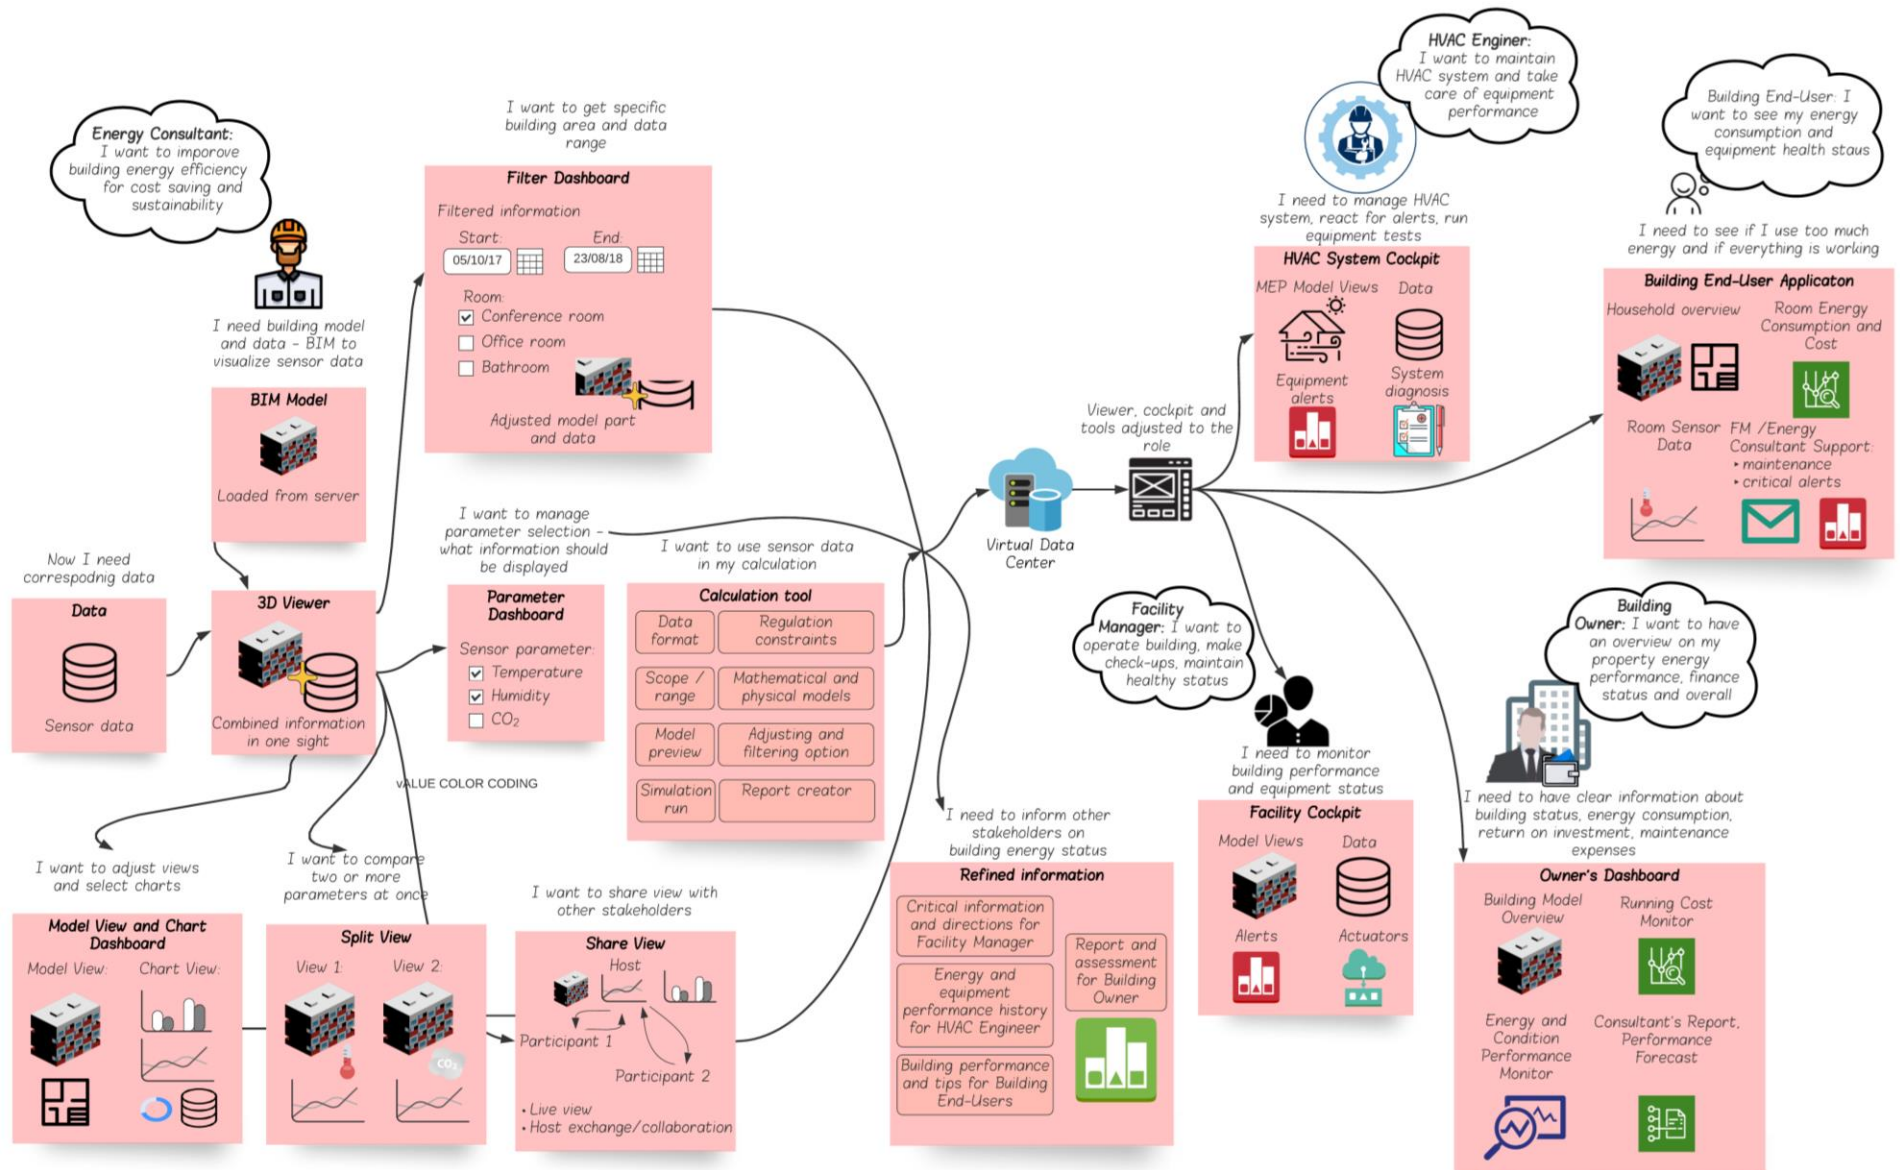 Energy Consultant:
I want to imporove
building energy efficiency
for cost saving and
sustainability
I need building model
and data - BIM to
visualize sensor data
BIM Model
Loaded from server
Now I need
correspodnig data
Data
Sensor data
3D Viewer
Combined information
in one sight
I want to get specific
building area and data
range
Filter Dashboard
Filtered information
Start:
End:
05/10/17
23/08/18
Room:
Conference room
Office room
Bathroom
Adjusted model part
and data
I want to manage
parameter selection -
what information should
be displayed
Parameter
Dashboard
Sensor parameter:
Temperature
Humidity
CO2
I want to use sensor data
in my calculation
Calculation tool
Data
format
Regulation
constraints
Scope /
range
Mathematical and
physical models
Model
preview
Adjusting and
filtering option
Simulation
run
Report creator
vALUE COLOR CODING
I want to adjust views
and select charts
Model View and Chart
Dashboard
Model View:
Chart View:
I want to compare
two or more
parameters at once
Split View
View 1:
View 2:
CO2
I want to share view with
other stakeholders
Share View
Host
Participant 1
Participant 2
• Live view
• Host exchange/collaboration
I need to inform other
stakeholders on
building energy status
Refined information
Critical information
and directions for
Facility Manager
Energy and
equipment
performance history
for HVAC Engineer
Building performance
and tips for Building
End-Users
Report and
assessment
for Building
Owner
Virtual Data
Center
Viewer, cockpit and
tools adjusted to the
role
HVAC Enginer:
I want to maintain
HVAC system and take
care of equipment
performance
I need to manage HVAC
system, react for alerts, run
equipment tests
HVAC System Cockpit
MEP Model Views
Data
Equipment
alerts
System
diagnosis
Building End-User: I
want to see my energy
consumption and
equipment health staus
I need to see if I use too much
energy and if everything is working
Building End-User Applicaton
Household overview
Room Energy
Consumption and
Cost
Room Sensor
Data
FM /Energy
Consultant Support:
‣ maintenance
‣ critical alerts
Facility
Manager: I want to
operate building, make
check-ups, maintain
healthy status
I need to monitor
building performance
and equipment status
Facility Cockpit
Model Views
Data
Alerts
Actuators
Building
Owner: I want to have
an overview on my
property energy
performance, finance
status and overall
I need to have clear information about
building status, energy consumption,
return on investment, maintenance
expenses
Owner's Dashboard
Building Model
Overview
Running Cost
Monitor
Energy and
Condition
Performance
Monitor
Consultant's Report,
Performance
Forecast